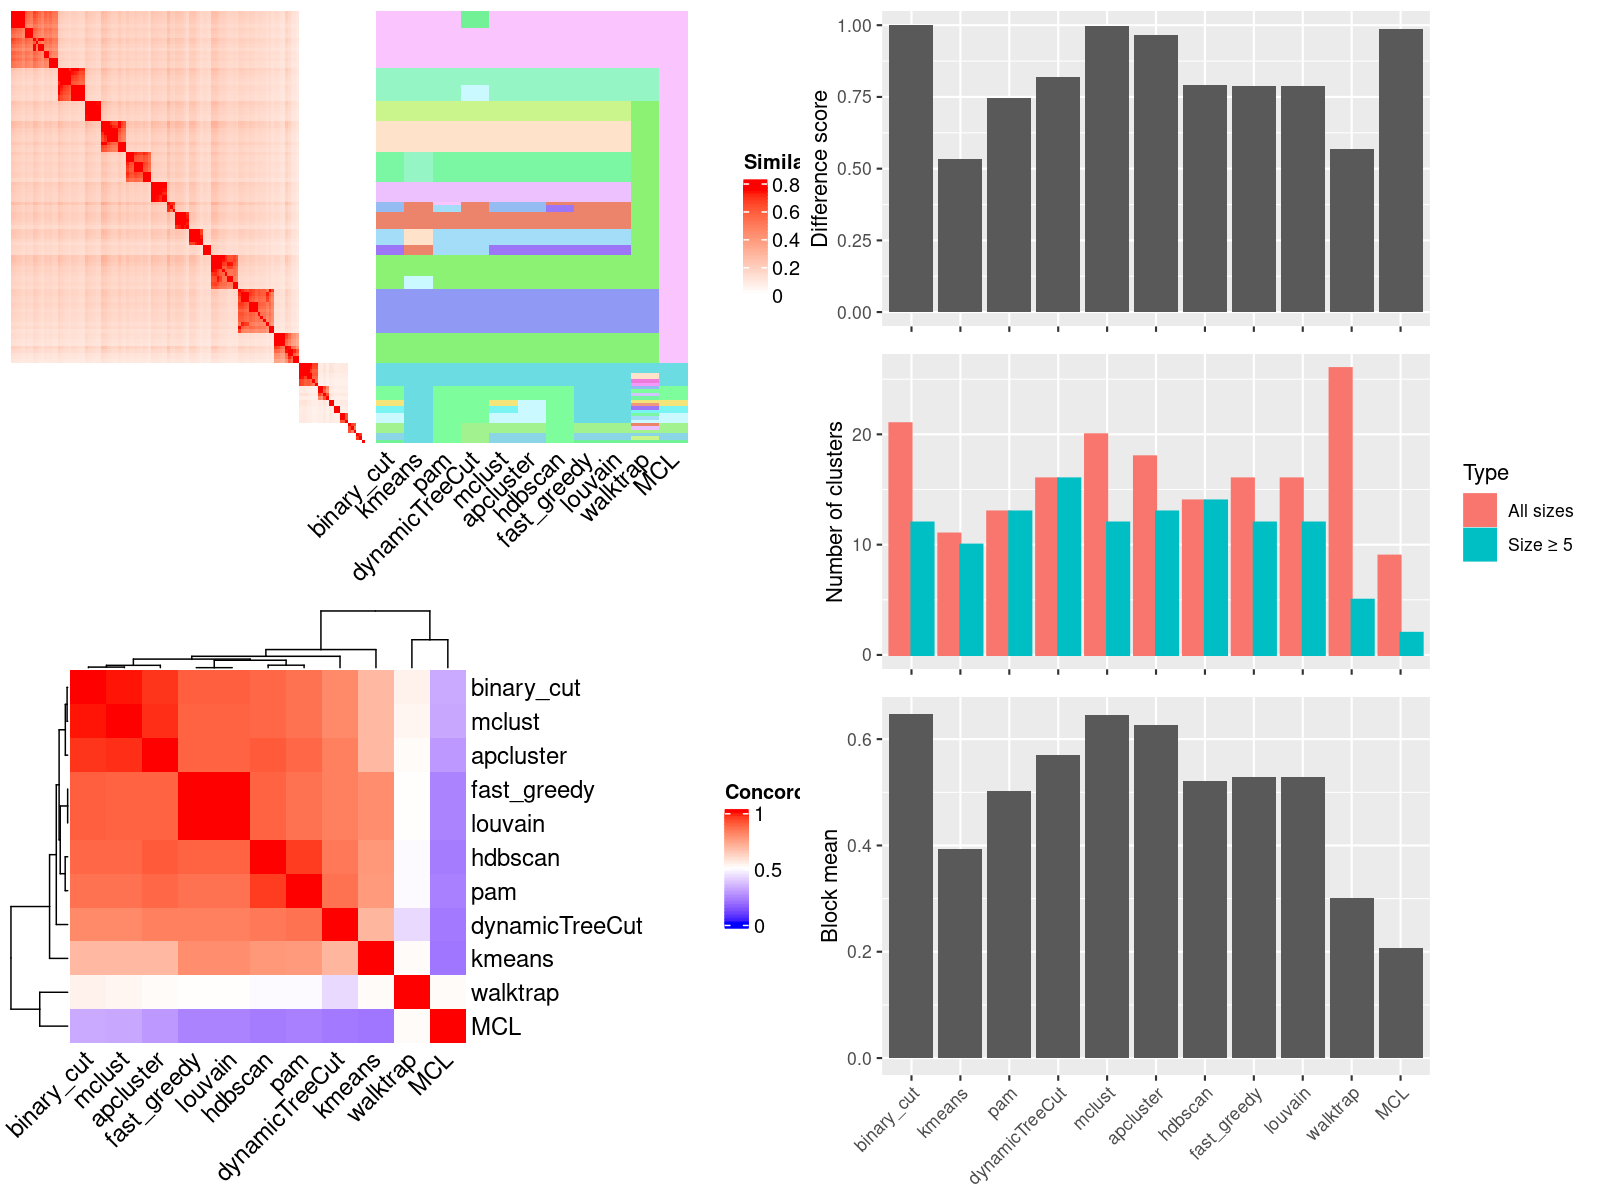 Simila
0.8
0.6
0.4
0.2
0
binary_cut
kmeans
pam
dynamicTreeCut
mclust
apcluster
hdbscan
fast_greedy
louvain
walktrap
MCL
binary_cut
mclust
apcluster
fast_greedy
louvain
hdbscan
pam
dynamicTreeCut
kmeans
walktrap
MCL
Concord
1
0.5
0
binary_cut
mclust
apcluster
fast_greedy
louvain
hdbscan
pam
dynamicTreeCut
kmeans
walktrap
MCL
Difference score
1.00
0.75
0.50
0.25
0.00
Number of clusters
20
10
0
Type
All sizes
Size ≥ 5
Block mean
0.6
0.4
0.2
0.0
binary_cut
kmeans
pam
dynamicTreeCut
mclust
apcluster
hdbscan
fast_greedy
louvain
walktrap
MCL